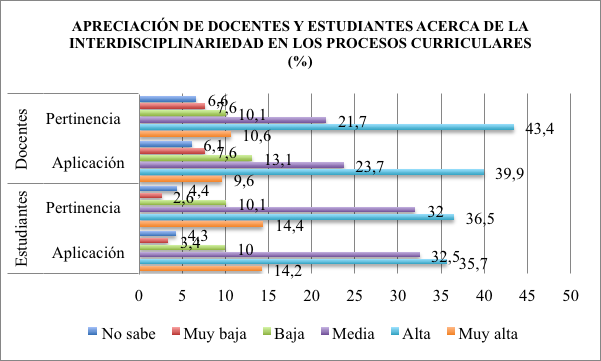 APRECIACIÓN DE DOCENTES Y ESTUDIANTES ACERCA DE LA
INTERDISCIPLINARIEDAD EN LOS PROCESOS CURRICULARES
(%)
Docentes
Pertinencia
6,6
7,6
10,1
21,7
43,4
10,6
Aplicación
6,1
7,6
13,1
23,7
39,9
9,6
Estudiantes
Pertinencia
4,4
2,6
10,1
32
36,5
14,4
Aplicación
4,3
3,4
10
32,5
35,7
14,2
0 5 10 15 20 25 30 35 40 45 50
No sabe Muy baja Baja Media Alta Muy alta